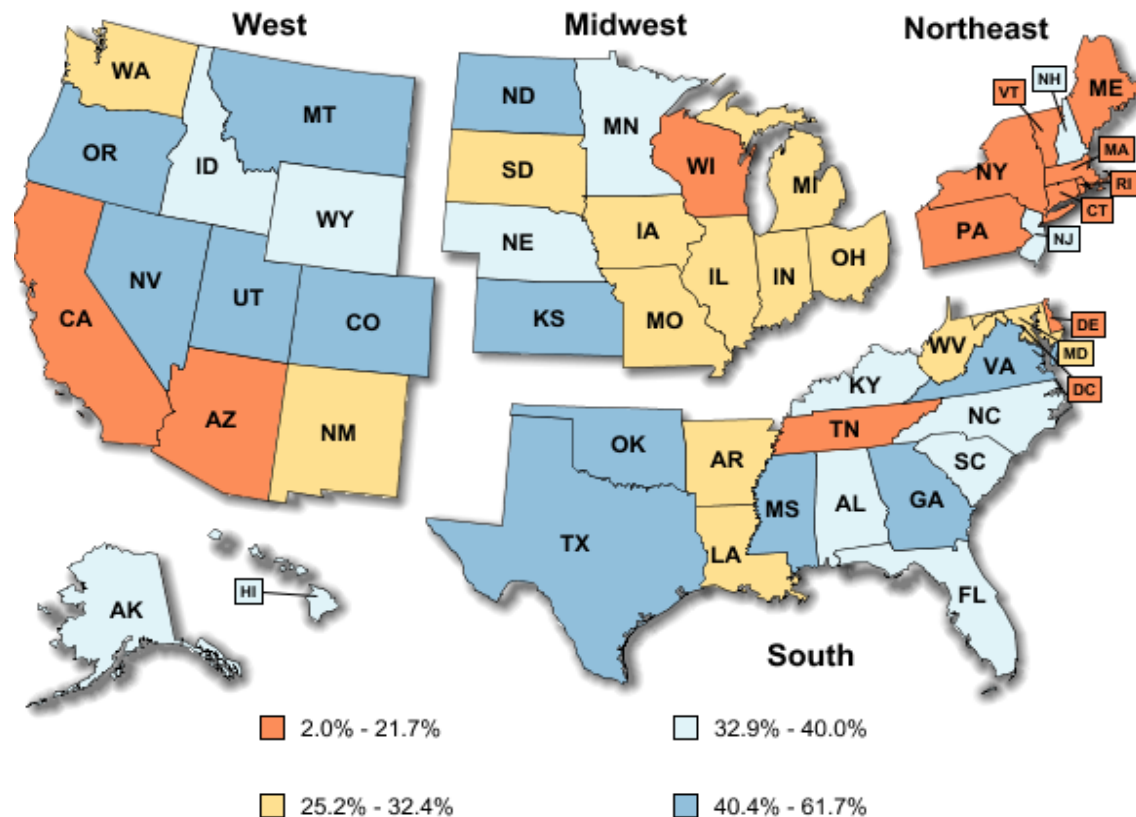 West
Midwest
Northeast
WA
MT
OR
ID
WY
NV
UT
CO
CA
AZ
NM
AK
HI
ND
MN
SD
WI
MI
NE
IA
IL
IN
OH
KS
MO
NH
VT
ME
MA
NY
RI
CT
PA
NJ
DE
WV
MD
VA
DC
KY
NC
TN
SC
OK
AR
MS
AL
GA
TX
LA
FL
South
2.0% - 21.7%
32.9% - 40.0%
25.2% - 32.4%
40.4% - 61.7%